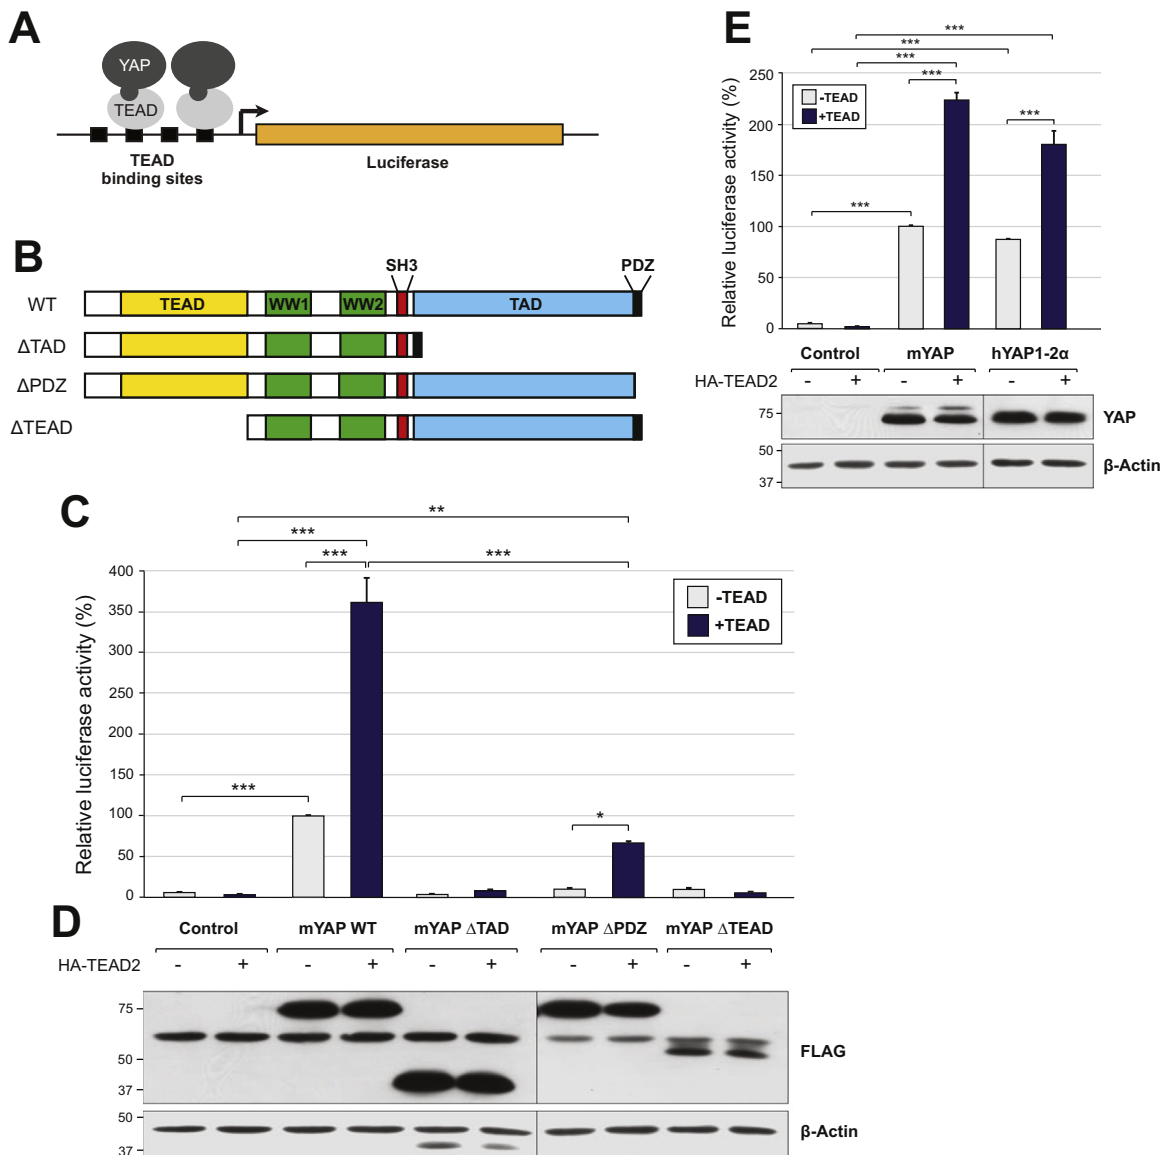 A
YAP
TEAD
TEAD
binding sites
Luciferase
B
SH3
PDZ
WT
TEAD
WW1
WW2
TAD
ΔTAD
ΔPDZ
ΔTEAD
C
**
***
***
***
400
350
300
250
200
150
100
50
0
Relative luciferase activity (%)
-TEAD
+TEAD
***
*
D
Control
mYAP WT
mYAP ΔTAD
mYAP ΔPDZ
mYAP ΔTEAD
HA-TEAD2
- + - + - + - + - +
75
50
37
FLAG
50
37
β-Actin
E
***
***
***
***
***
***
250
200
150
100
50
0
Relative luciferase activity (%)
-TEAD
+TEAD
Control
mYAP
hYAP1-2α
HA-TEAD2
- + - + - +
75
YAP
50
37
β-Actin